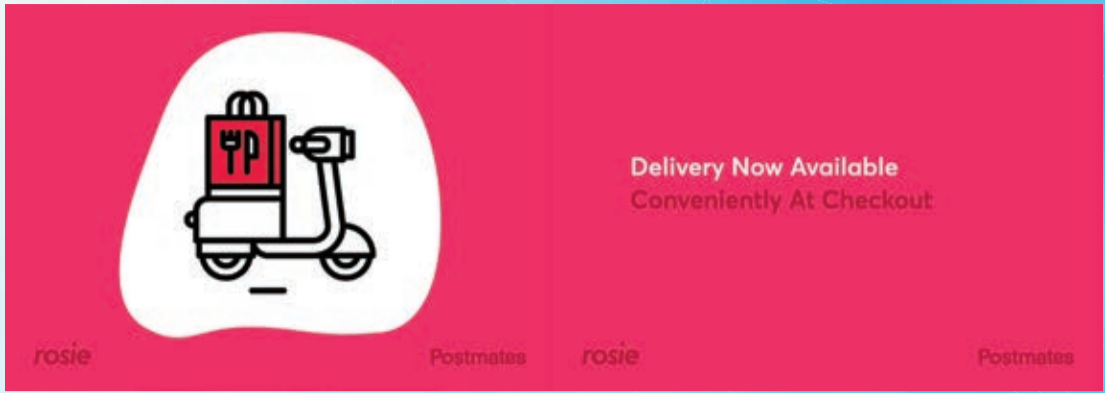 rosie
Postmates
Delivery Now Available
Conveniently At Checkout
rosie
Postmates